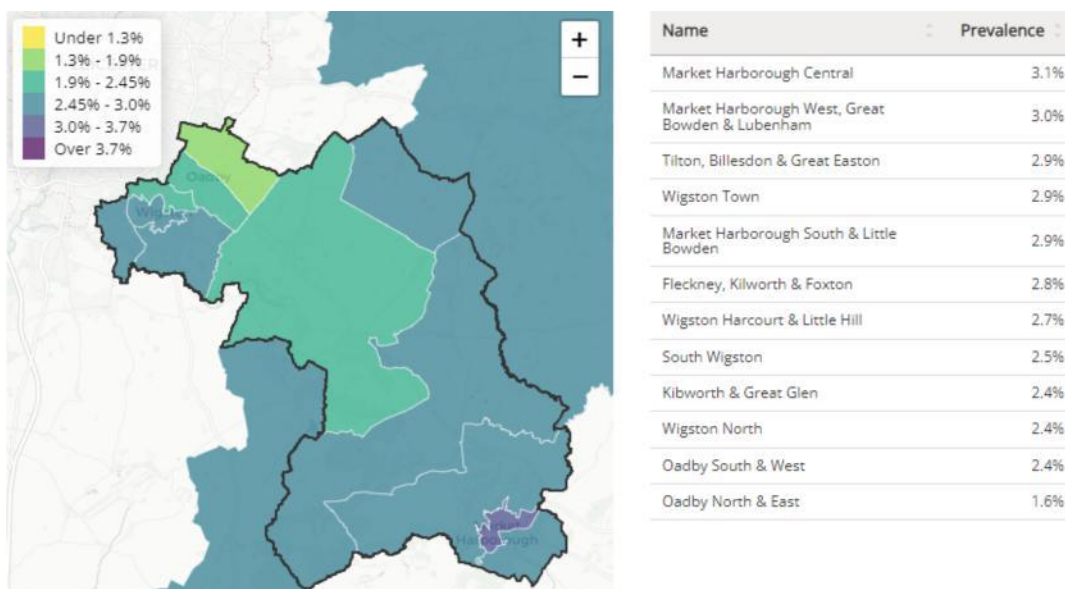 Under 1.3%
1.3% - 1.9%
1.9% - 2.45%
2.45% - 3.0%
3.0% - 3.7%
Over 3.7%
+
−
Oadby
Harborough
Name Prevalence
Market Harborough Central 3.1%
Market Harborough West, Great
Bowden & Lubenham 3.0%
Tilton, Billesdon & Great Easton 2.9%
Wigston Town 2.9%
Market Harborough South & Little
Bowden 2.9%
Fleckney, Kilworth & Foxton 2.8%
Wigston Harcourt & Little Hill 2.7%
South Wigston 2.5%
Kibworth & Great Glen 2.4%
Wigston North 2.4%
Oadby South & West 2.4%
Oadby North & East 1.6%